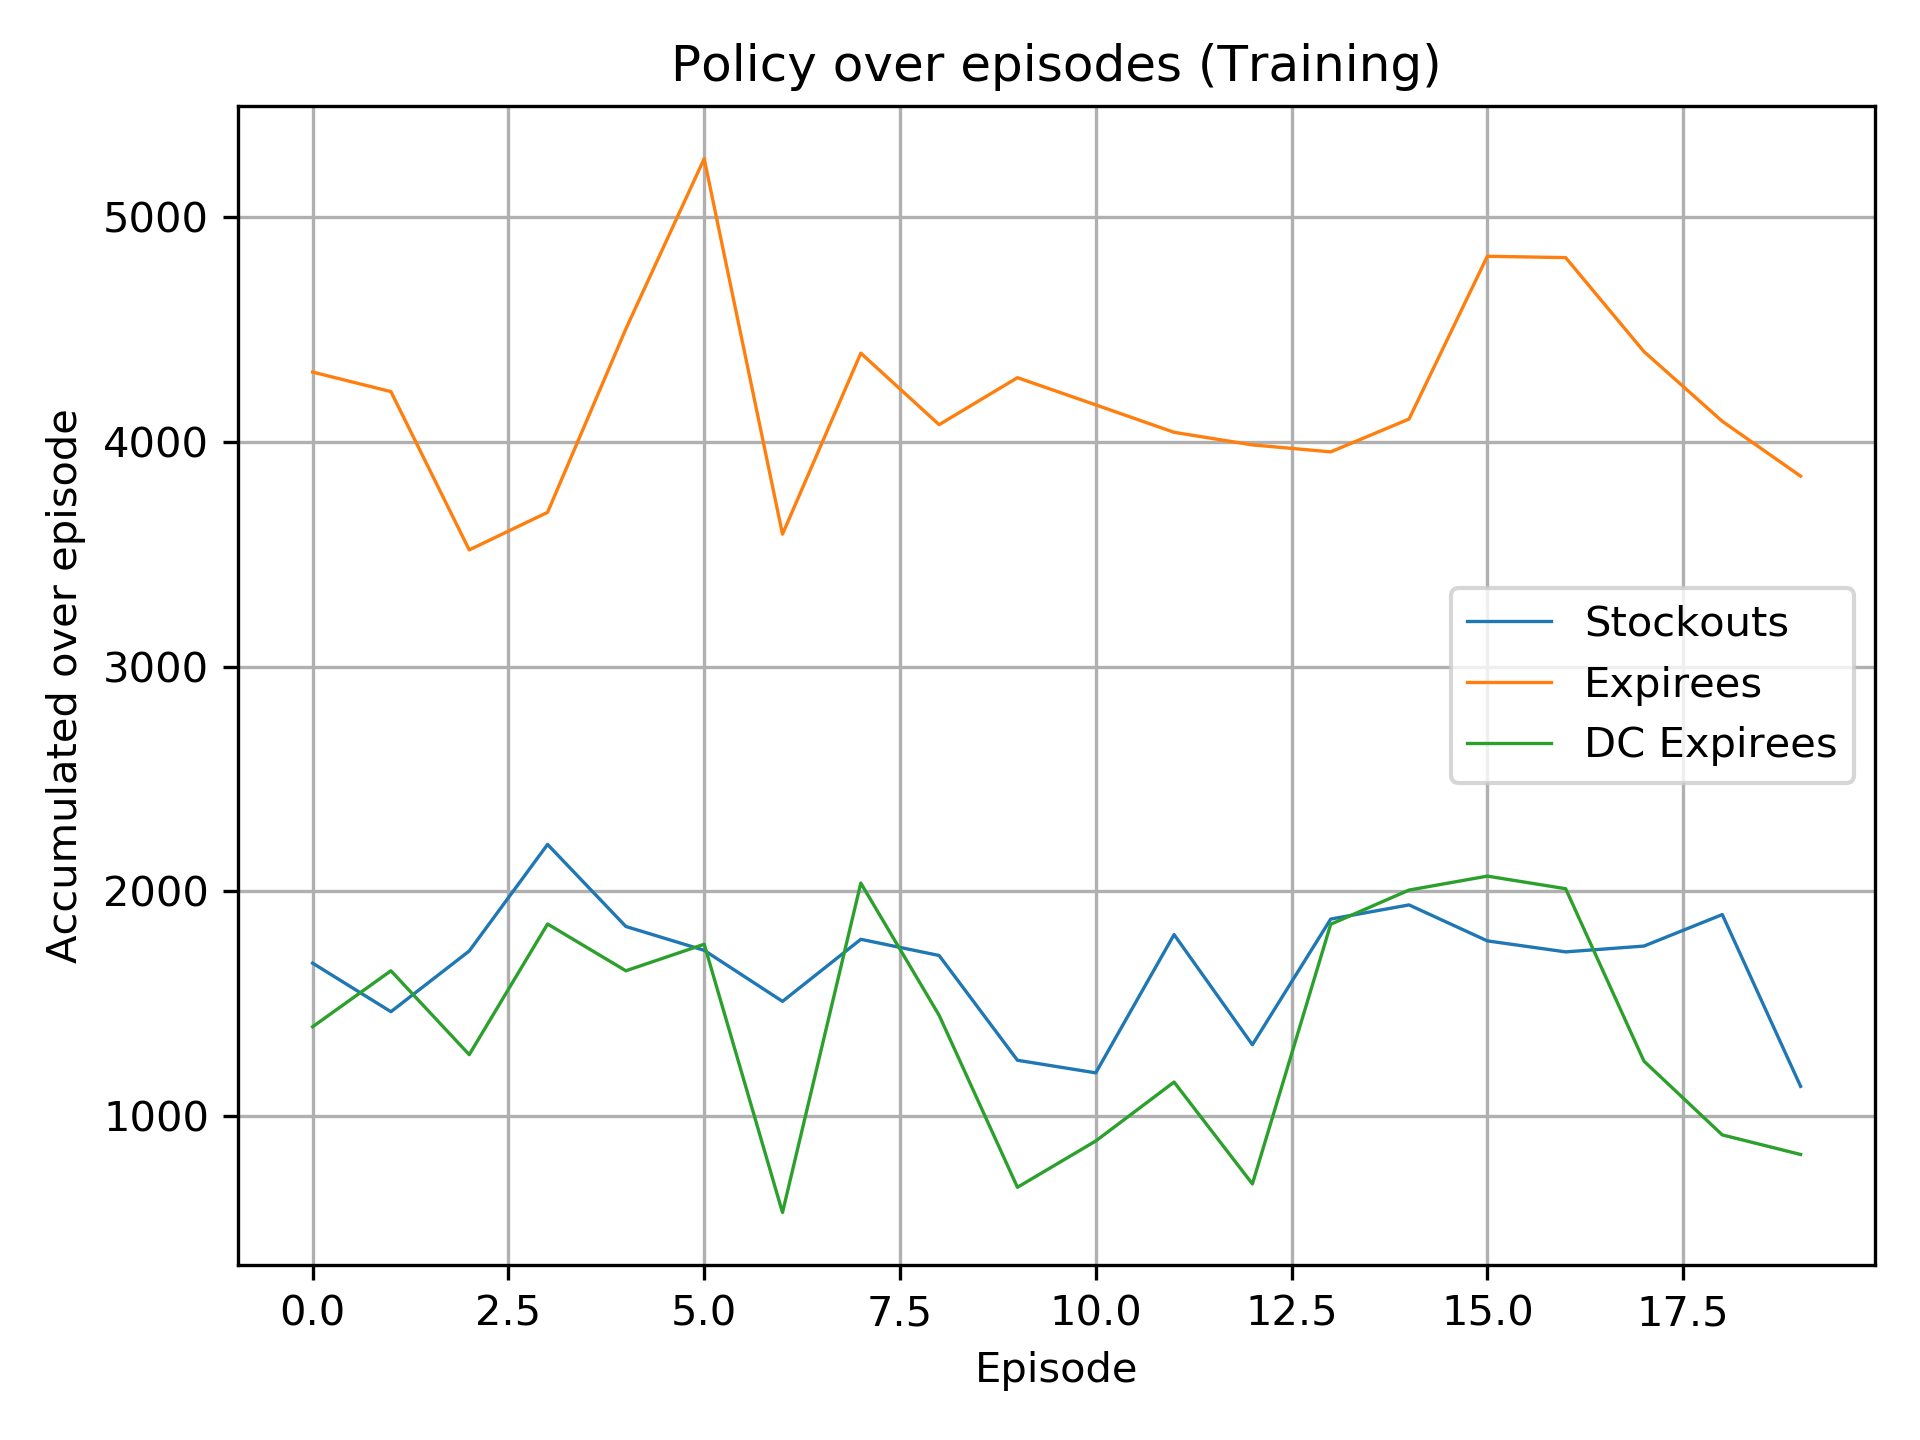 Policy over episodes (Training)
Accumulated over episode
5000
4000
3000
2000
1000
Stockouts
Expirees
DC Expirees
0.0 2.5 5.0 7.5 10.0 12.5 15.0 17.5
Episode